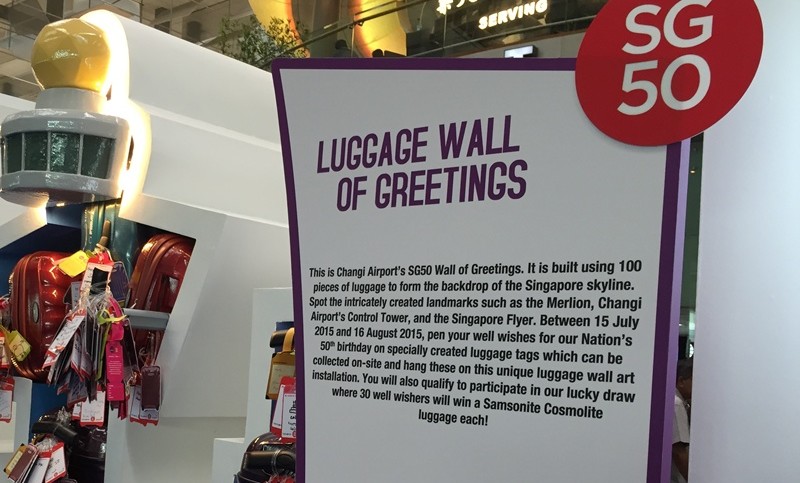 SERVING
SG
50
LUGGAGE WALL
OF GREETINGS
This is Changi Airport's SG50 Wall of Greetings. It is built using 100
pieces of luggage to form the backdrop of the Singapore skyline.
Spot the intricately created landmarks such as the Merlion, Changi
Airport's Control Tower, and the Singapore Flyer. Between 15 July
2015 and 16 August 2015, pen your well wishes for our Nation's
50th birthday on specially created luggage tags which can be
collected on-site and hang these on this unique luggage wall art
installation. You will also qualify to participate in our lucky draw
where 30 well wishers will win a Samsonite Cosmolite
luggage each!